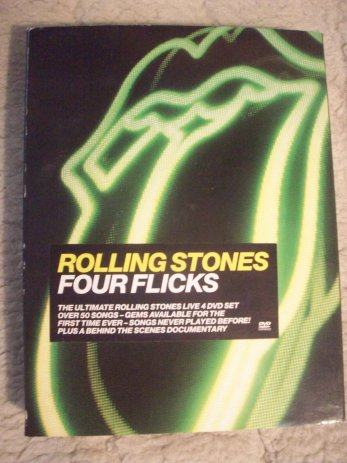 ROLLING STONES
FOUR FLICKS
THE ULTIMATE ROLLING STONES LIVE 4 DVD SET
OVER 50 SONGS – GEMS AVAILABLE FOR THE
FIRST TIME EVER – SONGS NEVER PLAYED BEFORE!
PLUS A BEHIND THE SCENES DOCUMENTARY
DVD